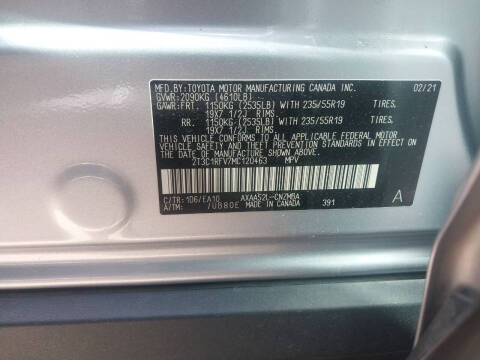 MFD.BY:TOYOTA MOTOR MANUFACTURING CANADA INC. 02/21
GVWR:2090KG (4610LB)
GAWR:FRT. 1150KG (2535LB) WITH 235/55R19 TIRES,
19X7 1/2J RIMS,
RR. 1150KG (2535LB) WITH 235/55R19 TIRES,
19X7 1/2J RIMS.
THIS VEHICLE CONFORMS TO ALL APPLICABLE FEDERAL MOTOR
VEHICLE SAFETY AND THEFT PREVENTION STANDARDS IN
EFFECT ON THE DATE OF MANUFACTURE SHOWN ABOVE.
2T3C1RFV7MC120463 MPV
C/TR:1D6/EA10 AXAA52L-CNZMBA
A/TM: /UB80E MADE IN CANADA 391
A